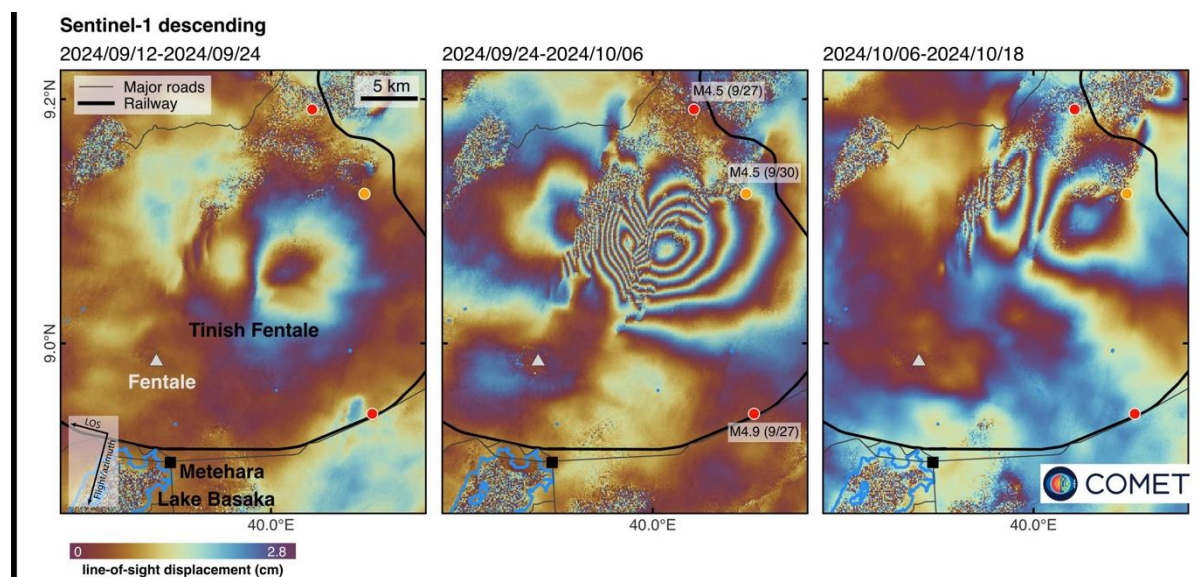 Sentinel-1 descending
2024/09/12-2024/09/24
2024/09/24-2024/10/06
2024/10/06-2024/10/18
Major roads
Railway
5 km
9.2°N
9.0°N
M4.5 (9/27)
M4.5 (9/30)
Tinish Fentale
Fentale
M4.9 (9/27)
LOS
Flight/azimuth
Metehara
Lake Basaka
COMET
40.0°E
40.0°E
40.0°E
0
2.8
line-of-sight displacement (cm)